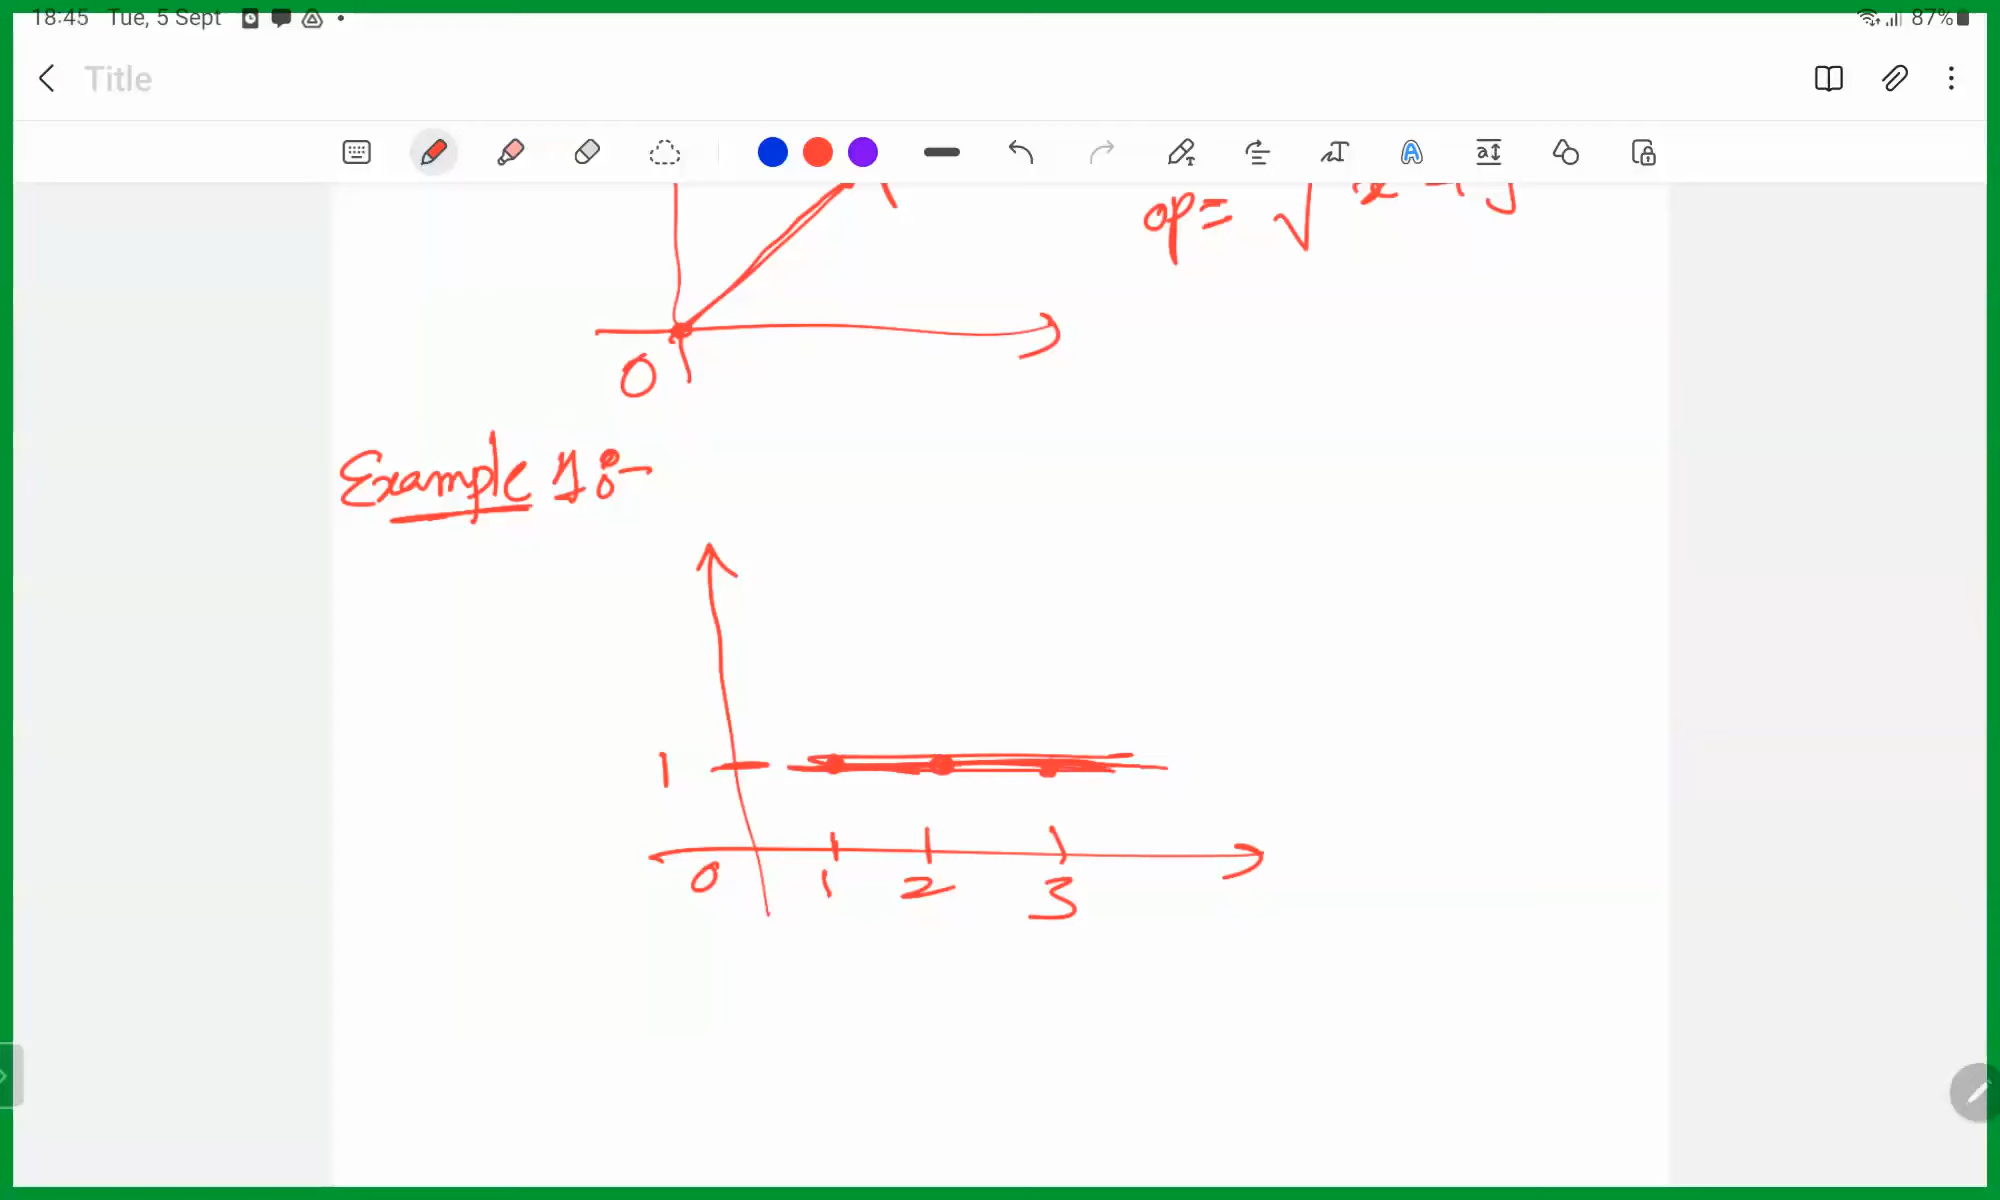 18:45 Tue, 5 Sept 87%
Title
op = √
0
Example 1:-
1
0 1 2 3